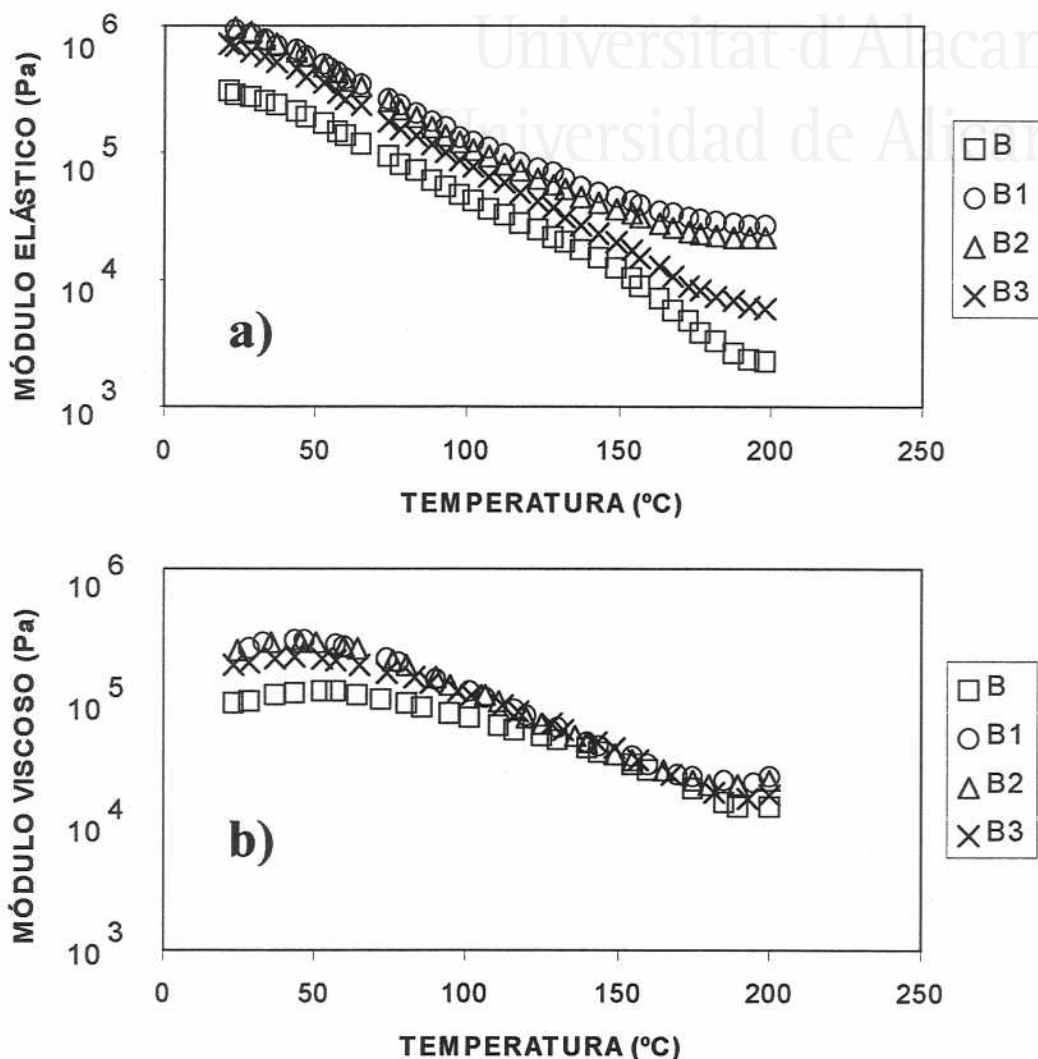 Universitat d'Alacan
Universidad de Alican
MÓDULO ELÁSTICO (Pa)
10 6
10 5
10 4
10 3
a)
0 50 100 150 200 250
TEMPERATURA (ºC)
B
B1
B2
B3
MÓDULO VISCOSO (Pa)
10 6
10 5
10 4
10 3
b)
0 50 100 150 200 250
TEMPERATURA (ºC)
B
B1
B2
B3